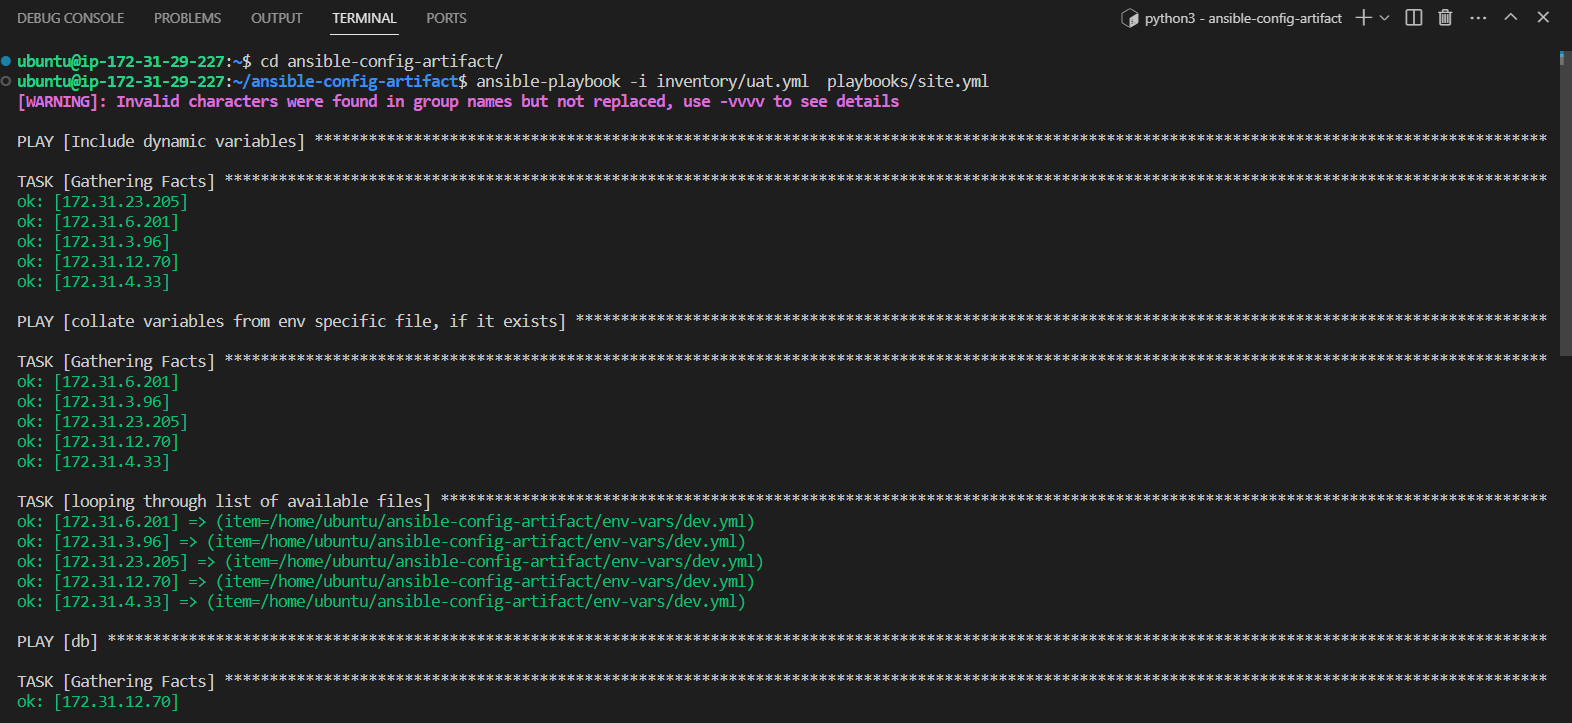 DEBUG CONSOLE PROBLEMS OUTPUT TERMINAL PORTS python3 - ansible-config-artifact
ubuntu@ip-172-31-29-227:~$ cd ansible-config-artifact/
ubuntu@ip-172-31-29-227:~/ansible-config-artifact$ ansible-playbook -i inventory/uat.yml  playbooks/site.yml
[WARNING]: Invalid characters were found in group names but not replaced, use -vvvv to see details
PLAY [Include dynamic variables] *****************************************************************************************************************************************
TASK [Gathering Facts] ***************************************************************************************************************************************************
ok: [172.31.23.205]
ok: [172.31.6.201]
ok: [172.31.3.96]
ok: [172.31.12.70]
ok: [172.31.4.33]
PLAY [collate variables from env specific file, if it exists] ************************************************************************************************************
TASK [Gathering Facts] ***************************************************************************************************************************************************
ok: [172.31.6.201]
ok: [172.31.3.96]
ok: [172.31.23.205]
ok: [172.31.12.70]
ok: [172.31.4.33]
TASK [looping through list of available files] ***************************************************************************************************************************
ok: [172.31.6.201] => (item=/home/ubuntu/ansible-config-artifact/env-vars/dev.yml)
ok: [172.31.3.96] => (item=/home/ubuntu/ansible-config-artifact/env-vars/dev.yml)
ok: [172.31.23.205] => (item=/home/ubuntu/ansible-config-artifact/env-vars/dev.yml)
ok: [172.31.12.70] => (item=/home/ubuntu/ansible-config-artifact/env-vars/dev.yml)
ok: [172.31.4.33] => (item=/home/ubuntu/ansible-config-artifact/env-vars/dev.yml)
PLAY [db] ****************************************************************************************************************************************************************
TASK [Gathering Facts] ***************************************************************************************************************************************************
ok: [172.31.12.70]